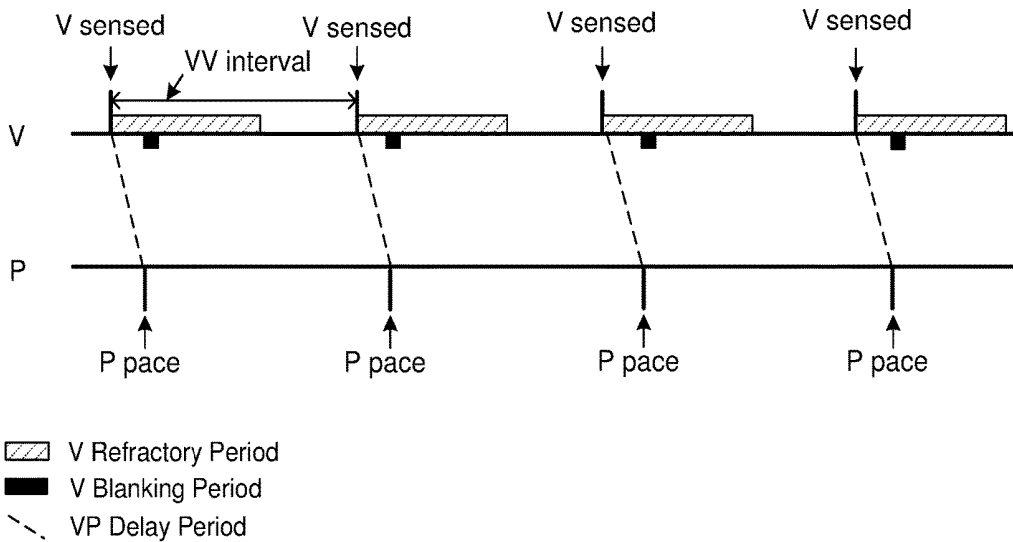 V sensed
V sensed
V sensed
V sensed
VV interval
V
P
P pace
P pace
P pace
P pace
V Refractory Period
V Blanking Period
VP Delay Period